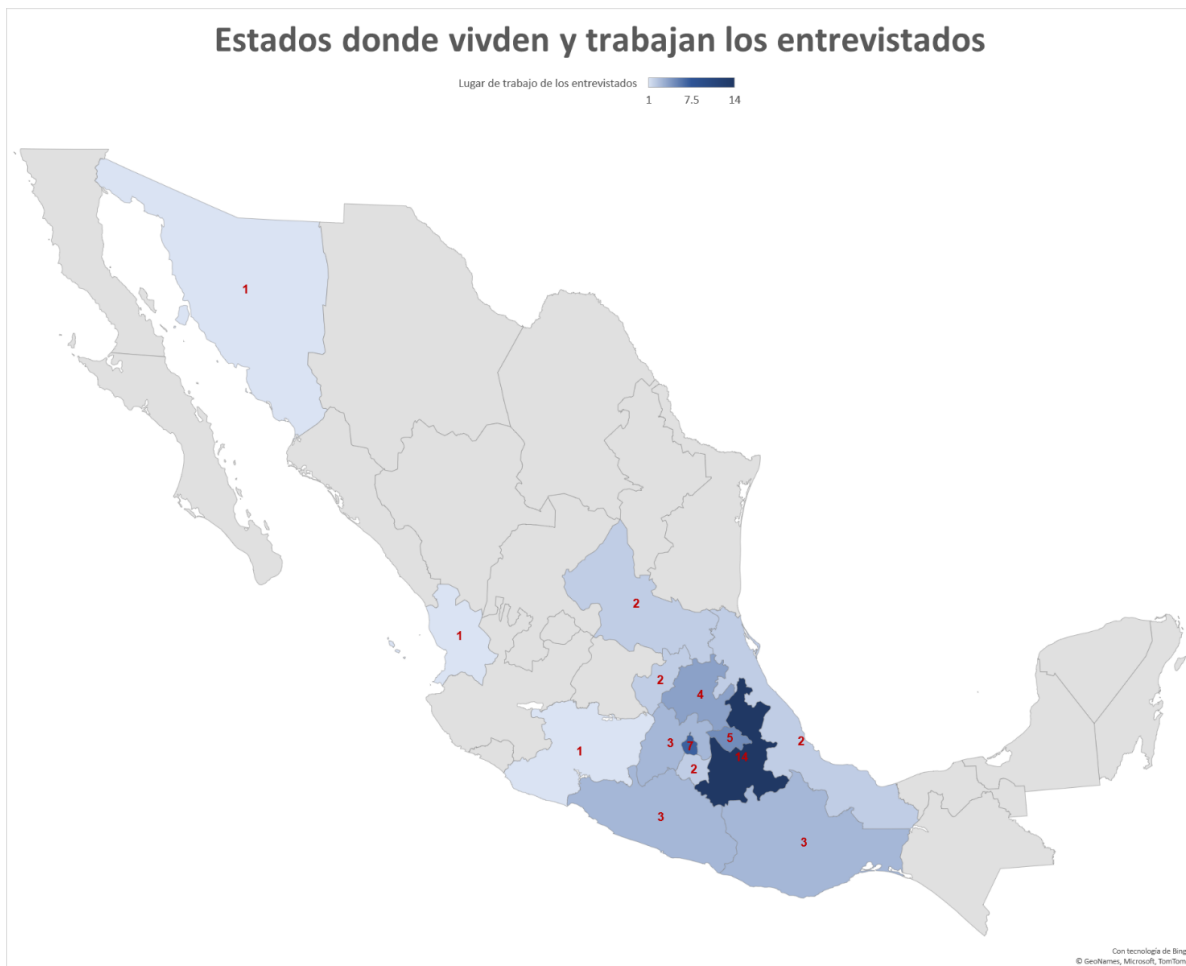 Estados donde vivden y trabajan los entrevistados
Lugar de trabajo de los entrevistados
1 7.5 14
1
2
1
2
4
5
3
7
14
2
1
2
3
3
Con tecnología de Bing
© GeoNames, Microsoft, TomTom